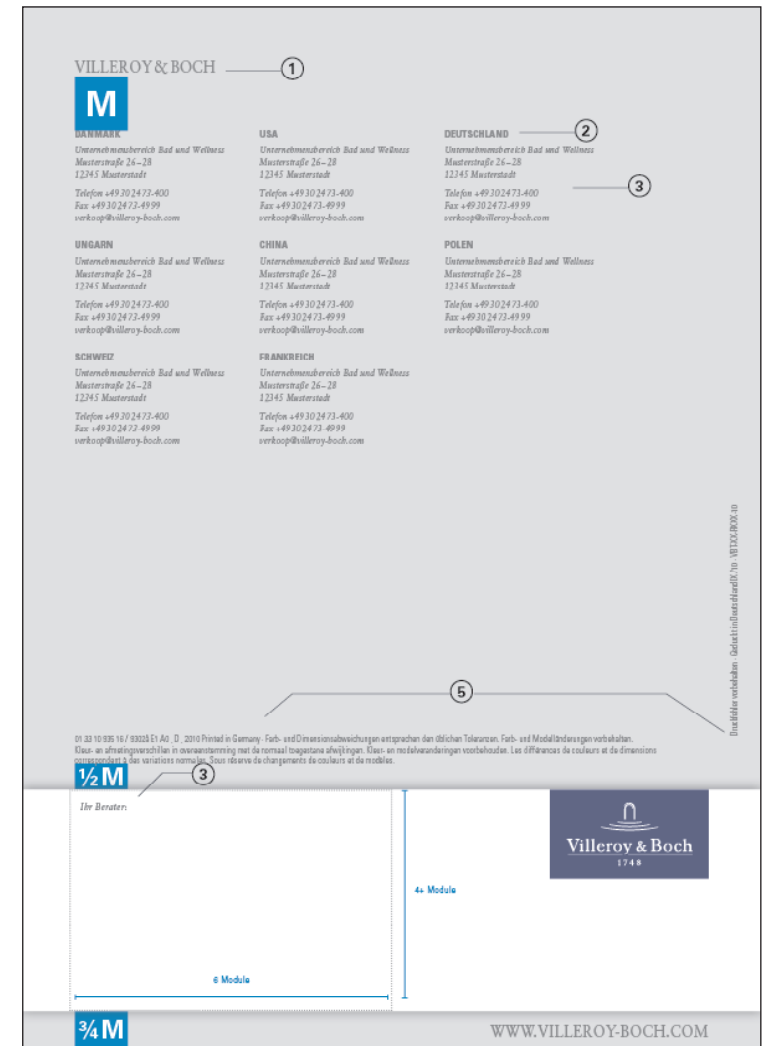 VILLEROY & BOCH
1
M
DANMARK
Unternehmensbereich Bad und Wellness
Musterstraße 26–28
12345 Musterstadt
Telefon +49 30 2473-400
Fax +49 30 2473-4999
verkoop@villeroy-boch.com
USA
Unternehmensbereich Bad und Wellness
Musterstraße 26–28
12345 Musterstadt
Telefon +49 30 2473-400
Fax +49 30 2473-4999
verkoop@villeroy-boch.com
DEUTSCHLAND
2
Unternehmensbereich Bad und Wellness
Musterstraße 26–28
12345 Musterstadt
3
Telefon +49 30 2473-400
Fax +49 30 2473-4999
verkoop@villeroy-boch.com
UNGARN
Unternehmensbereich Bad und Wellness
Musterstraße 26–28
12345 Musterstadt
Telefon +49 30 2473-400
Fax +49 30 2473-4999
verkoop@villeroy-boch.com
CHINA
Unternehmensbereich Bad und Wellness
Musterstraße 26–28
12345 Musterstadt
Telefon +49 30 2473-400
Fax +49 30 2473-4999
verkoop@villeroy-boch.com
POLEN
Unternehmensbereich Bad und Wellness
Musterstraße 26–28
12345 Musterstadt
Telefon +49 30 2473-400
Fax +49 30 2473-4999
verkoop@villeroy-boch.com
SCHWEIZ
Unternehmensbereich Bad und Wellness
Musterstraße 26–28
12345 Musterstadt
Telefon +49 30 2473-400
Fax +49 30 2473-4999
verkoop@villeroy-boch.com
FRANKREICH
Unternehmensbereich Bad und Wellness
Musterstraße 26–28
12345 Musterstadt
Telefon +49 30 2473-400
Fax +49 30 2473-4999
verkoop@villeroy-boch.com
Druckfehler vorbehalten · Gedruckt in Deutschland
5
2010 Printed in Germany · Farb- und Dimensionsabweichungen entsprechen den üblichen Toleranzen. Farb- und Modelländerungen vorbehalten.
Kleur- en afmetingsverschillen in overeenstemming met de normaal toegestane afwijkingen. Kleur- en modelveranderingen voorbehouden. Les différences de couleurs et de dimensions
correspondent à des variations normales. Sous réserve de changements de couleurs et de modèles.
½ M
3
Ihr Berater:
Villeroy & Boch
1748
4+ Module
6 Module
¾ M
WWW.VILLEROY-BOCH.COM